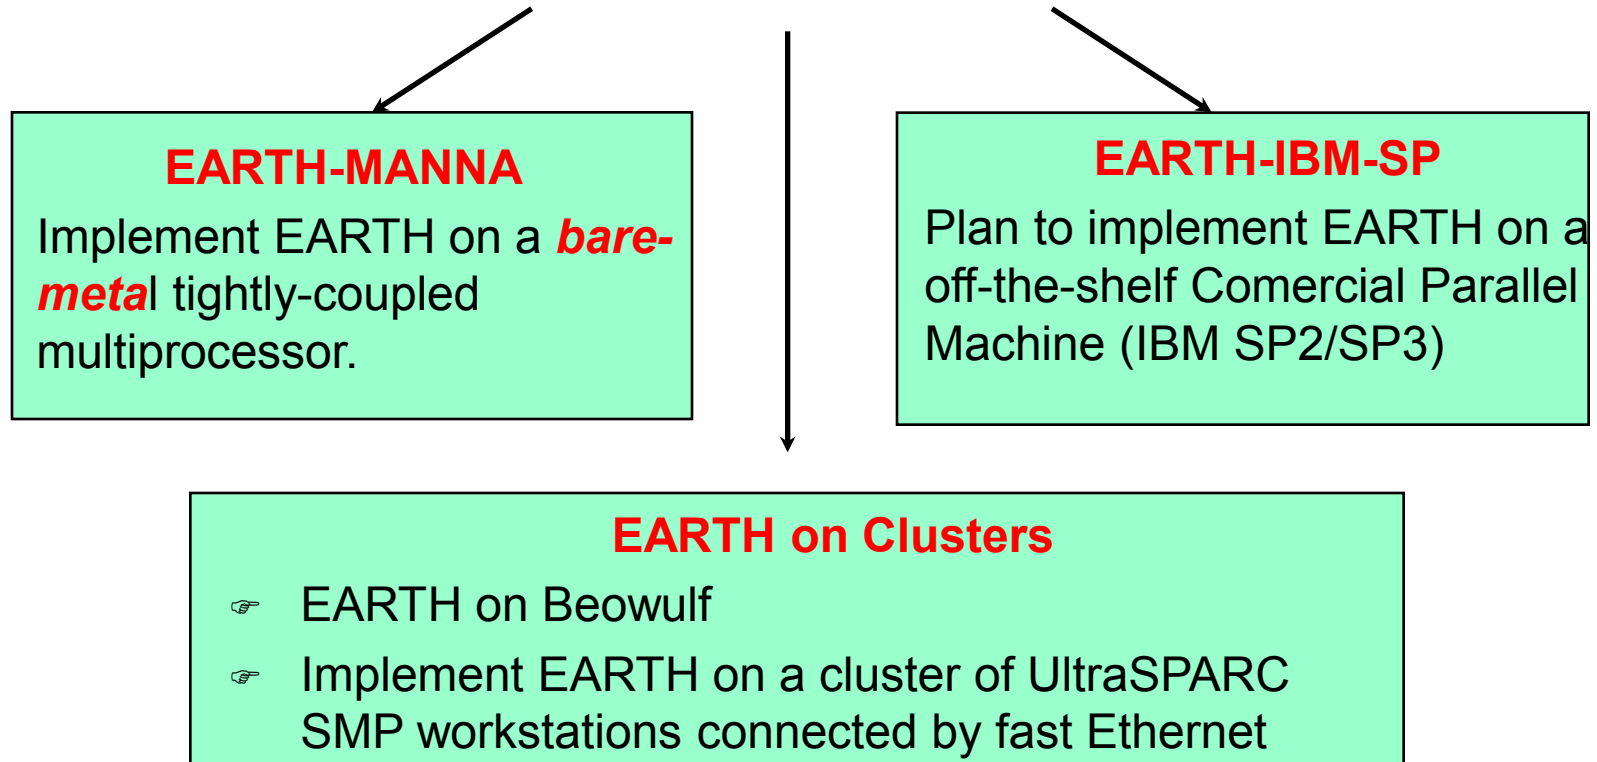 EARTH-MANNA
Implement EARTH on a bare-
metal tightly-coupled
multiprocessor.
EARTH-IBM-SP
Plan to implement EARTH on a
off-the-shelf Comercial Parallel
Machine (IBM SP2/SP3)
EARTH on Clusters
☞ EARTH on Beowulf
☞ Implement EARTH on a cluster of UltraSPARC
SMP workstations connected by fast Ethernet